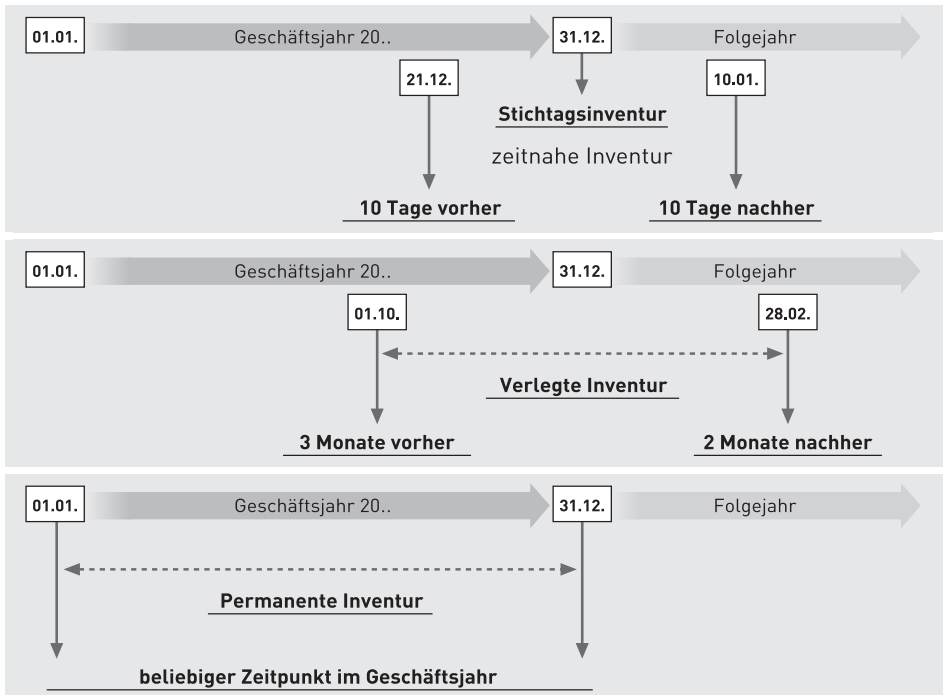 01.01. Geschäftsjahr 20.. 31.12. Folgejahr
21.12. 10.01.
Stichtagsinventur
zeitnahe Inventur
10 Tage vorher 10 Tage nachher
01.01. Geschäftsjahr 20.. 31.12. Folgejahr
01.10. 28.02.
Verlegte Inventur
3 Monate vorher 2 Monate nachher
01.01. Geschäftsjahr 20.. 31.12. Folgejahr
Permanente Inventur
beliebiger Zeitpunkt im Geschäftsjahr